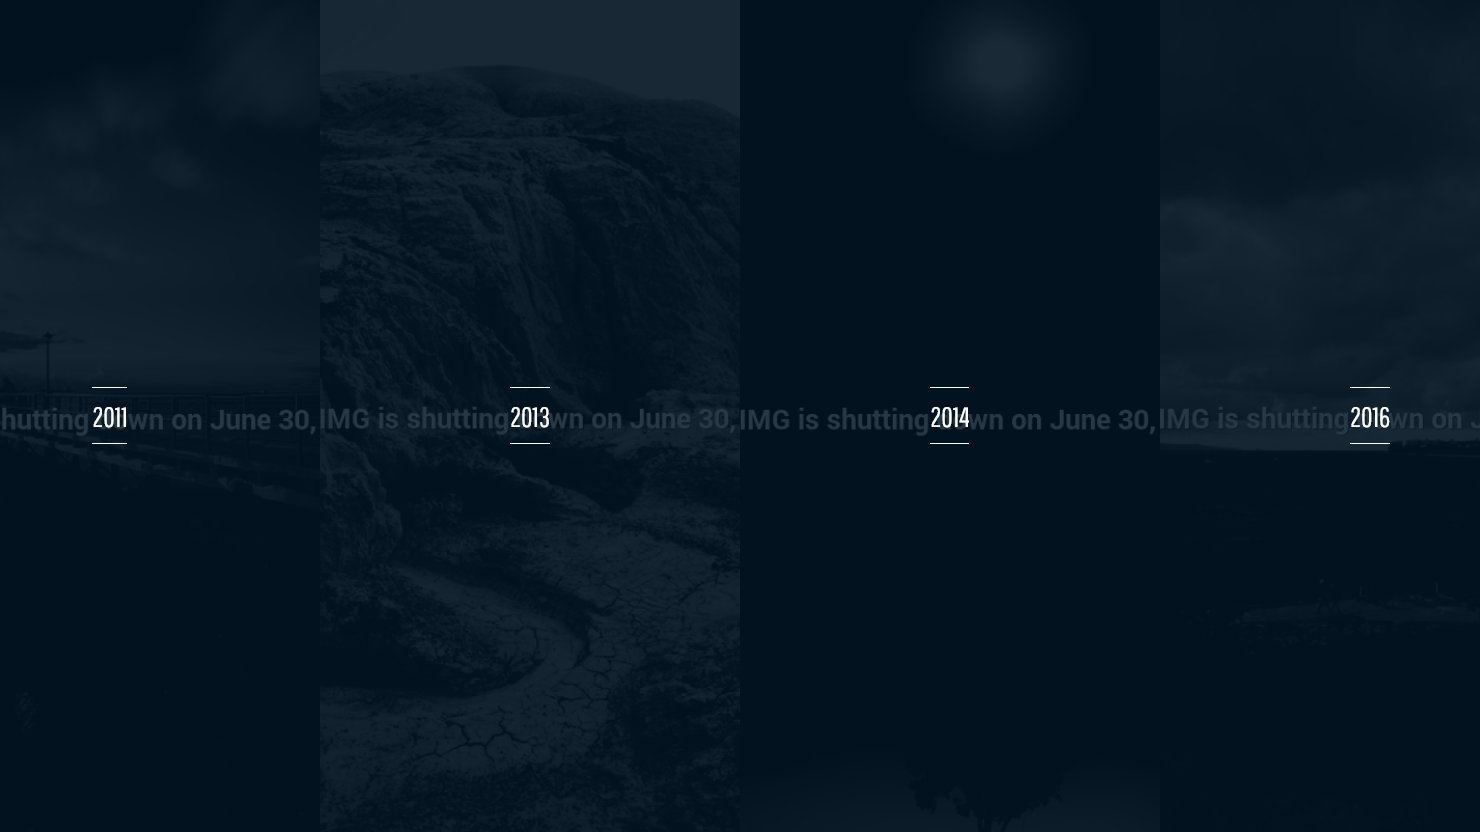 hutting
2011
wn on June 30,
IMG is shutting
2013
wn on June 30,
IMG is shutting
2014
wn on June 30,
IMG is shutting
2016
wn on J